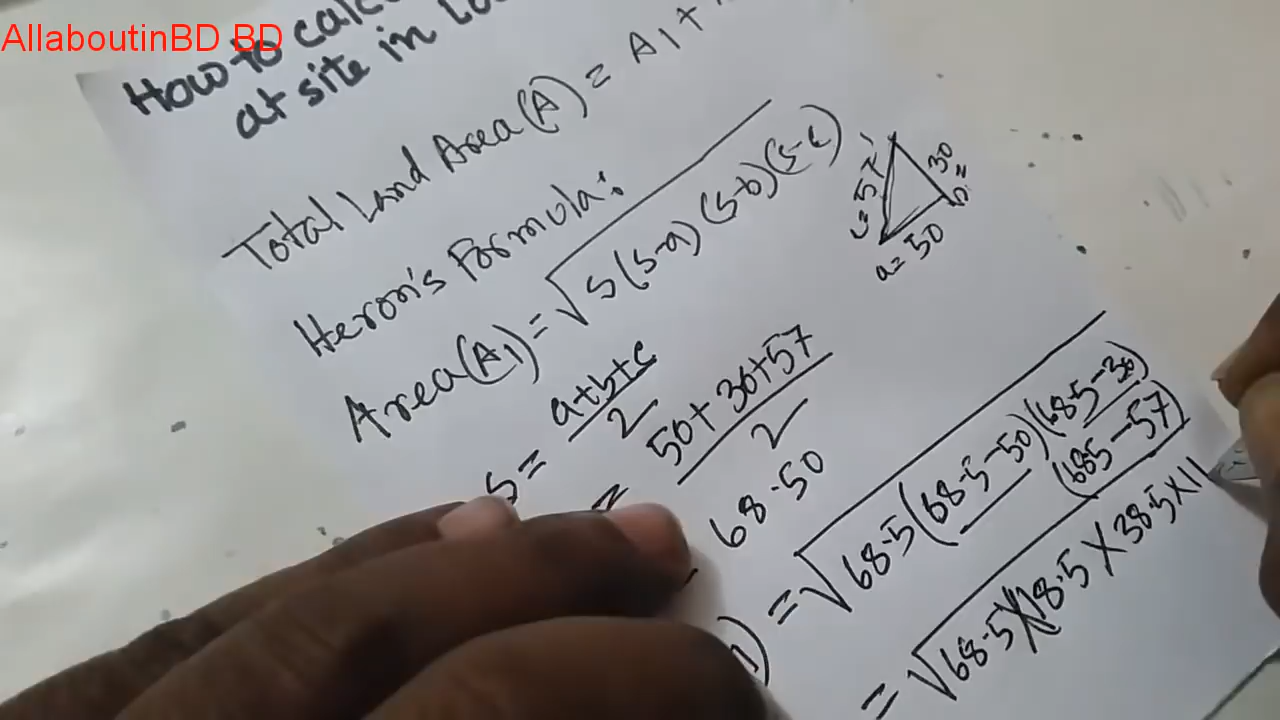 AllaboutinBD BD
How to calc
at site in
Total Land Area(A) = A1 +
Heron's Formula:
Area(A1) = √s(s-a)(s-b)(s-c)
c= 57'
30
b=
a= 50
s = a+b+c/2
= 50+30+57/2
68.50
1) = √68.5(68.5-50)(68.5-30)
(685-57)
= √68.5×18.5×38.5×11